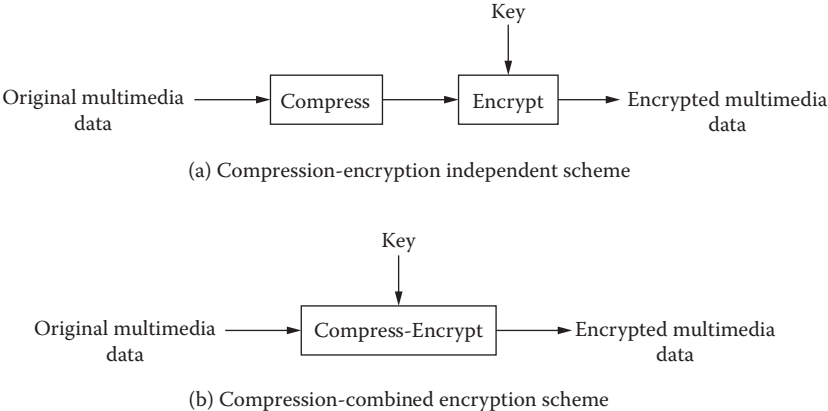 Key
Original multimedia
data
Compress
Encrypt
Encrypted multimedia
data
(a) Compression-encryption independent scheme
Key
Original multimedia
data
Compress-Encrypt
Encrypted multimedia
data
(b) Compression-combined encryption scheme